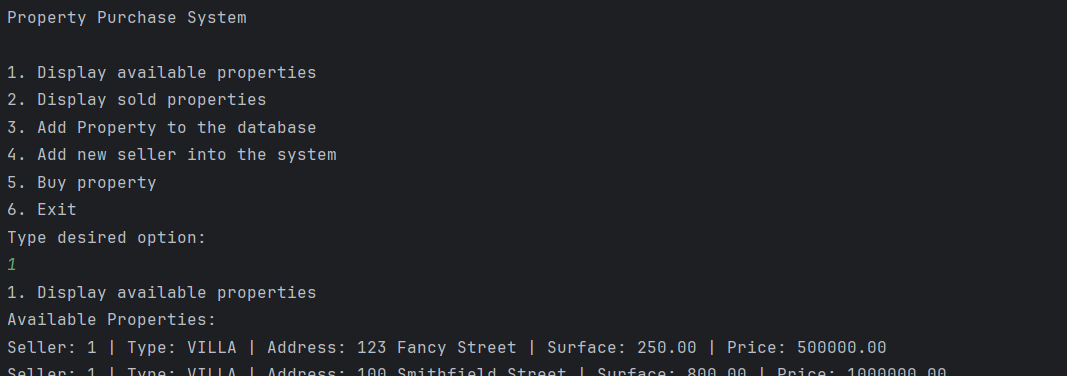 Property Purchase System
1. Display available properties
2. Display sold properties
3. Add Property to the database
4. Add new seller into the system
5. Buy property
6. Exit
Type desired option:
1
1. Display available properties
Available Properties:
Seller: 1 | Type: VILLA | Address: 123 Fancy Street | Surface: 250.00 | Price: 500000.00
Seller: 1 | Type: VILLA | Address: 100 Smithfield Street | Surface: 800.00 | Price: 1000000.00